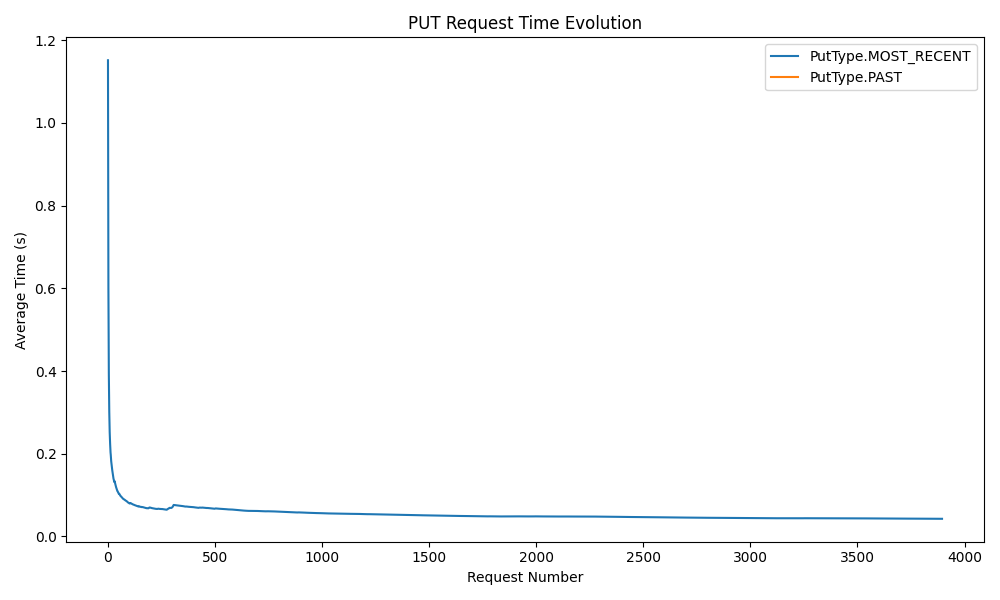 PUT Request Time Evolution
PutType.MOST_RECENT
PutType.PAST
Average Time (s)
1.2
1.0
0.8
0.6
0.4
0.2
0.0
0 500 1000 1500 2000 2500 3000 3500 4000
Request Number